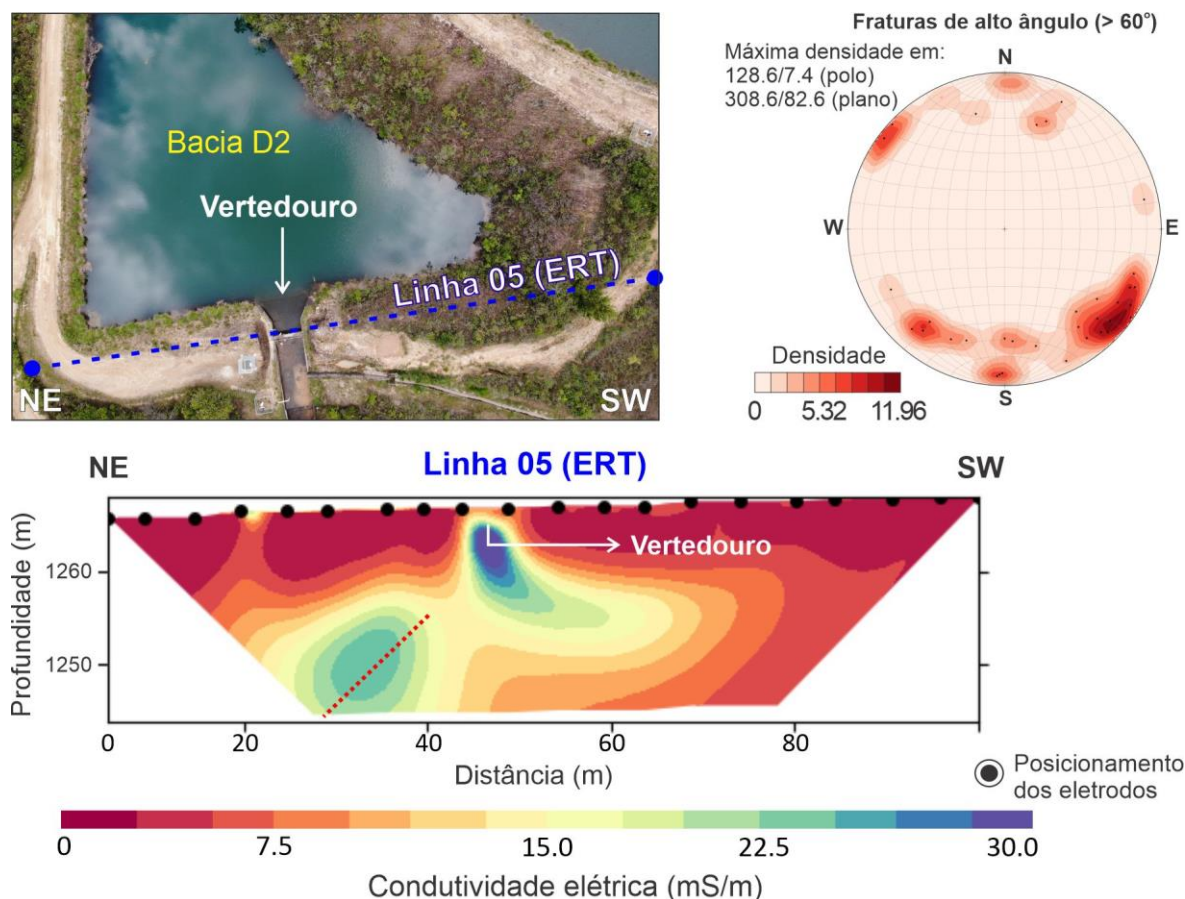 Bacia D2
Vertedouro
Linha 05 (ERT)
NE
SW
Fraturas de alto ângulo (> 60°)
Máxima densidade em:
128.6/7.4 (polo)
308.6/82.6 (plano)
N
W
E
S
Densidade
0
5.32
11.96
NE
Linha 05 (ERT)
SW
Profundidade (m)
1260
1250
Vertedouro
0
20
40
60
80
Distância (m)
Posicionamento
dos eletrodos
0
7.5
15.0
22.5
30.0
Condutividade elétrica (mS/m)